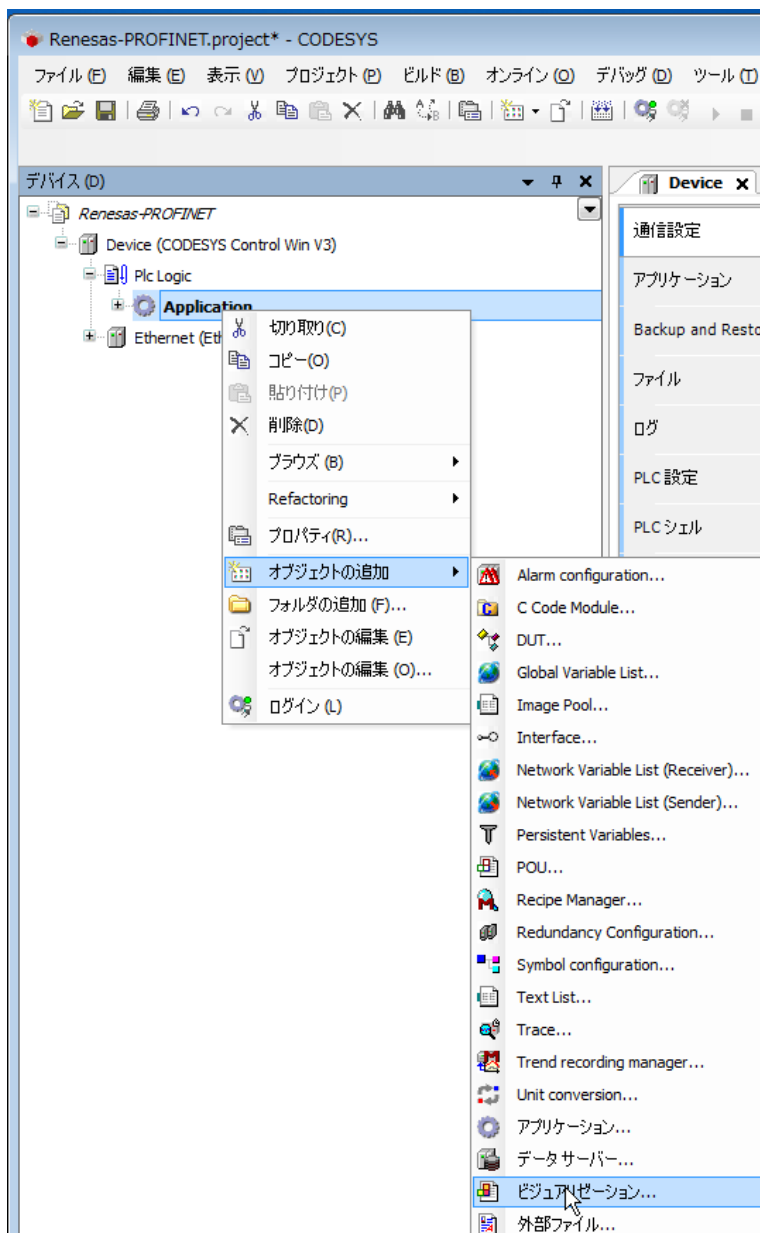 Renesas-PROFINET.project* - CODESYS
ファイル (F) 編集 (E) 表示 (V) プロジェクト (P) ビルド (B) オンライン (O) デバッグ (D) ツール (T)
デバイス (D)
Renesas-PROFINET
Device (CODESYS Control Win V3)
Plc Logic
Application
Ethernet (Eth
Device
通信設定
アプリケーション
Backup and Resto
ファイル
ログ
PLC 設定
PLC シェル
切り取り(C)
コピー(O)
貼り付け(P)
削除(D)
ブラウズ (B)
Refactoring
プロパティ(R)...
オブジェクトの追加
フォルダの追加 (F)...
オブジェクトの編集 (E)
オブジェクトの編集 (O)...
ログイン (L)
Alarm configuration...
C Code Module...
DUT...
Global Variable List...
Image Pool...
Interface...
Network Variable List (Receiver)...
Network Variable List (Sender)...
Persistent Variables...
POU...
Recipe Manager...
Redundancy Configuration...
Symbol configuration...
Text List...
Trace...
Trend recording manager...
Unit conversion...
アプリケーション...
データ サーバー...
ビジュアリゼーション...
外部ファイル...